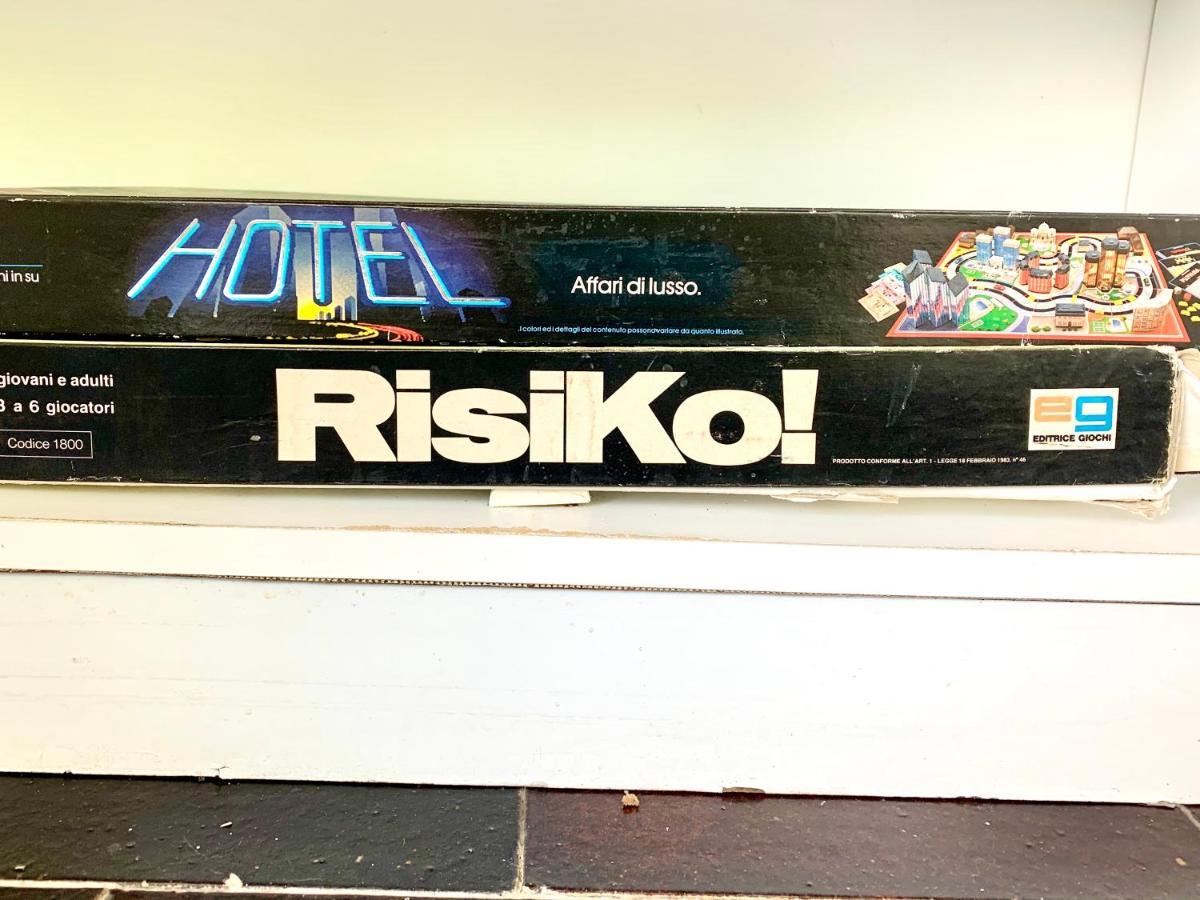 ni in su
HOTEL
Affari di lusso.
I colori ed i dettagli del contenuto possono variare da quanto illustrato.
giovani e adulti
3 a 6 giocatori
Codice 1800
RisiKo!
eg
EDITRICE GIOCHI
PRODOTTO CONFORME ALL'ART. 1 - LEGGE 18 FEBBRAIO 1983, n° 46